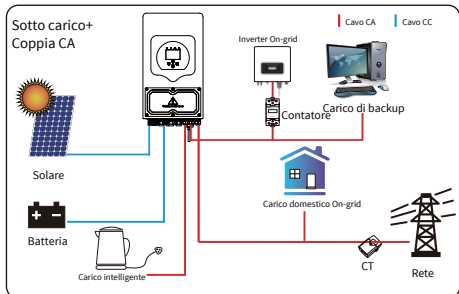 Sotto carico+
Coppia CA
Cavo CA
Cavo CC
Inverter On-grid
Contatore
Carico di backup
Solare
Carico domestico On-grid
Batteria
Carico intelligente
CT
Rete